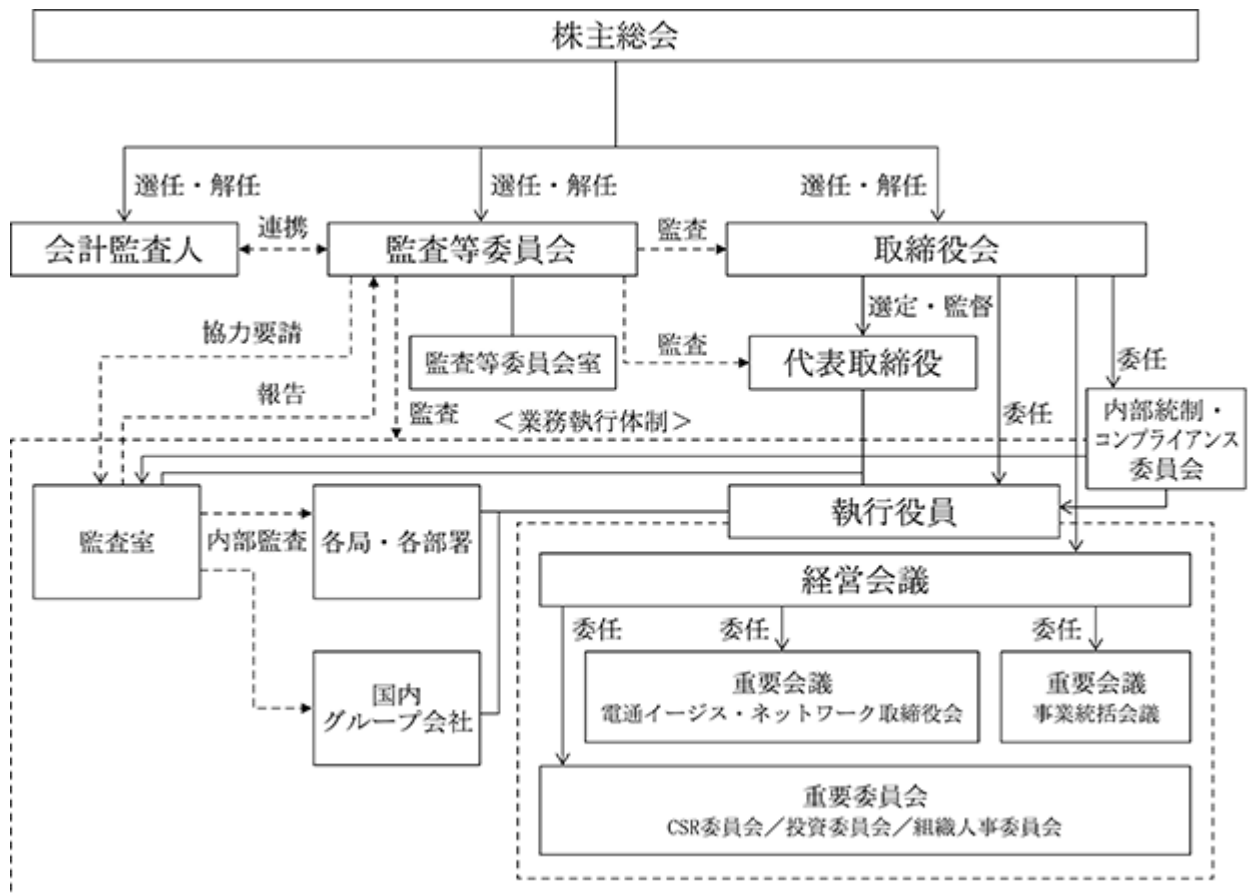 株主総会
選任・解任
選任・解任
選任・解任
会計監査人
連携
監査等委員会
監査
取締役会
選定・監督
協力要請
監査等委員会室
監査
代表取締役
委任
報告
監査
＜業務執行体制＞
委任
内部統制・
コンプライアンス
委員会
監査室
内部監査
各局・各部署
執行役員
経営会議
委任
委任
委任
国内
グループ会社
重要会議
電通イージス・ネットワーク取締役会
重要会議
事業統括会議
重要委員会
CSR委員会／投資委員会／組織人事委員会